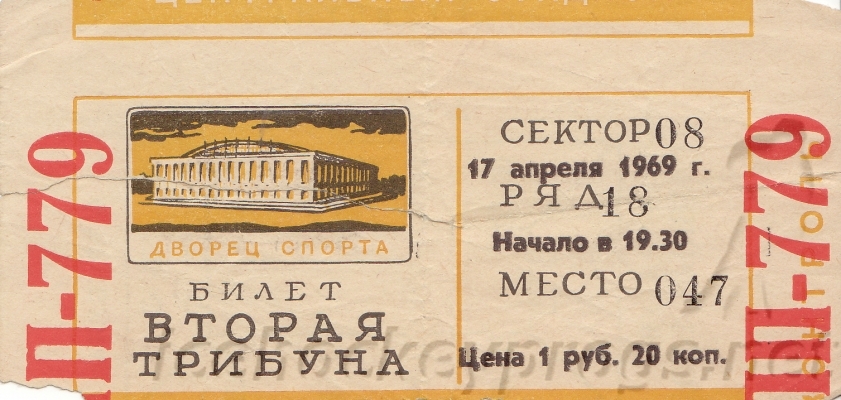 ДВОРЕЦ СПОРТА
БИЛЕТ
ВТОРАЯ
ТРИБУНА
СЕКТОР 08
17 апреля 1969 г.
РЯД 18
Начало в 19.30
МЕСТО 047
Цена 1 руб. 20 коп.
П-779
П-779